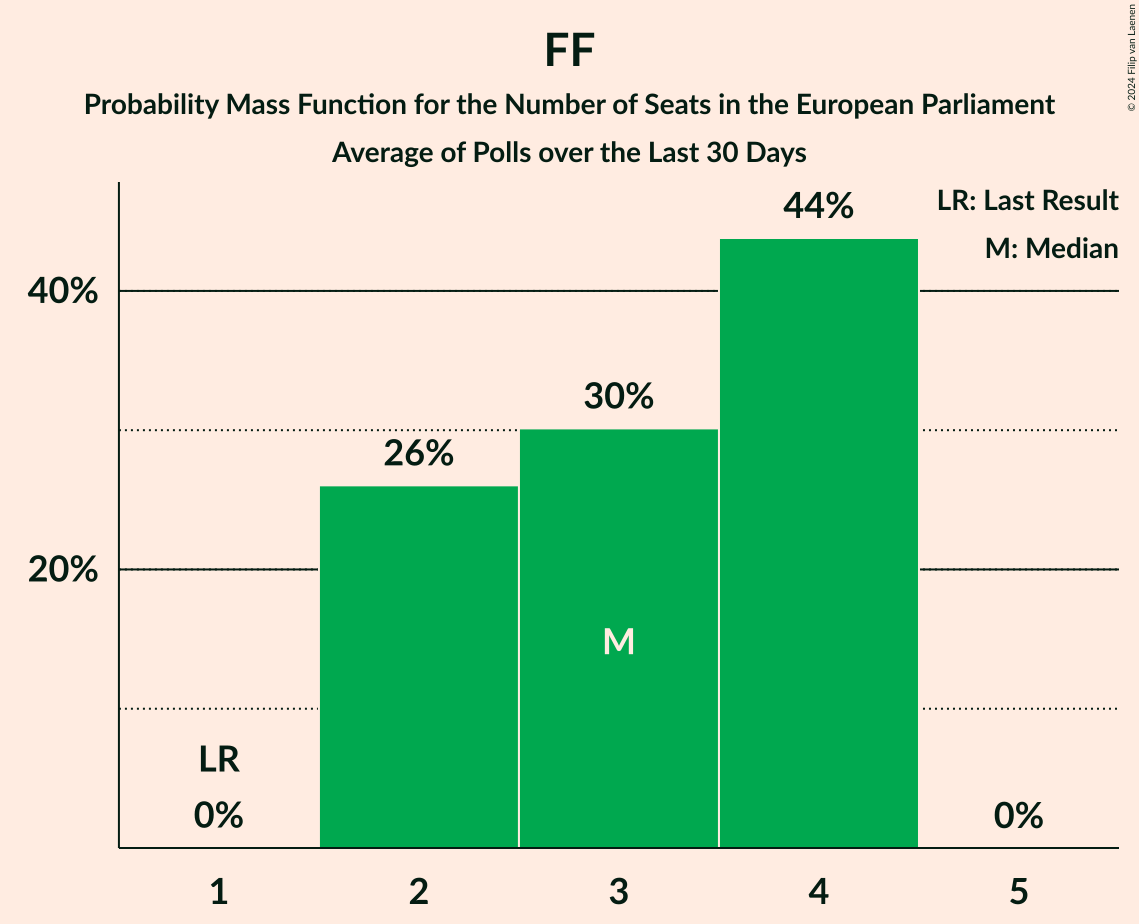 FF
Probability Mass Function for the Number of Seats in the European Parliament
Average of Polls over the Last 30 Days
© 2024 Filip van Laenen
LR: Last Result
M: Median
44%
40%
30%
26%
20%
M
LR
0%
0%
1 2 3 4 5